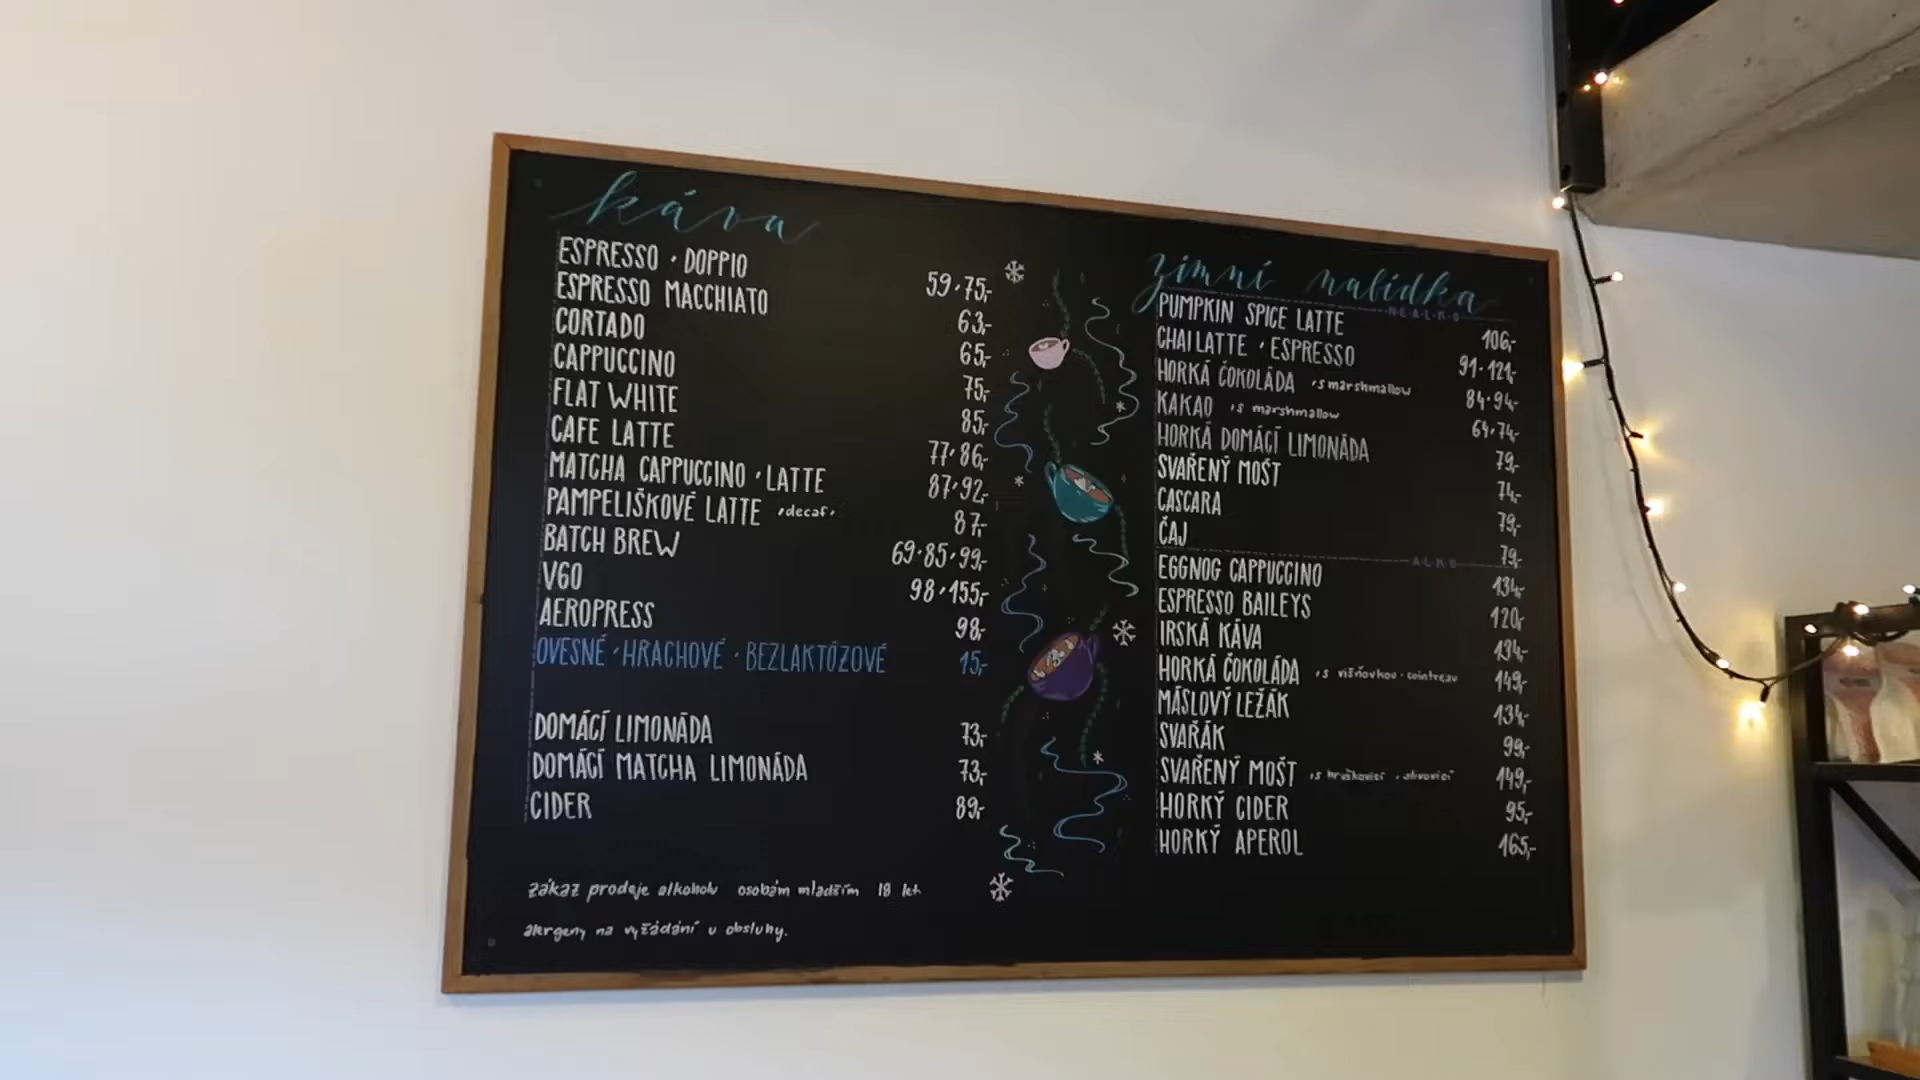 káva
ESPRESSO · DOPPIO 59·75,-
ESPRESSO MACCHIATO 63,-
CORTADO 65,-
CAPPUCCINO 75,-
FLAT WHITE 85,-
CAFE LATTE 77·86,-
MATCHA CAPPUCCINO · LATTE 87·92,-
PAMPELIŠKOVÉ LATTE ·decaf· 87,-
BATCH BREW 69·85·99,-
V60 98·155,-
AEROPRESS 98,-
OVESNÉ · HRACHOVÉ · BEZLAKTÓZOVÉ 15,-
DOMÁCÍ LIMONÁDA 73,-
DOMÁCÍ MATCHA LIMONÁDA 73,-
CIDER 89,-
zákaz prodeje alkoholu osobám mladším 18 let
alergeny na vyžádání u obsluhy.
zimní nabídka
NEALKO
PUMPKIN SPICE LATTE 106,-
CHAI LATTE · ESPRESSO 91·121,-
HORKÁ ČOKOLÁDA ·s marshmallow 84·94,-
KAKAO ·s marshmallow 64·74,-
HORKÁ DOMÁCÍ LIMONÁDA 79,-
SVAŘENÝ MOŠT 74,-
CASCARA 79,-
ČAJ 79,-
ALKO
EGGNOG CAPPUCCINO 134,-
ESPRESSO BAILEYS 120,-
IRSKÁ KÁVA 134,-
HORKÁ ČOKOLÁDA ·s višňovkou · cointreau 149,-
MÁSLOVÝ LEŽÁK 134,-
SVAŘÁK 99,-
SVAŘENÝ MOŠT ·s hruškovicí · slivovicí 149,-
HORKÝ CIDER 95,-
HORKÝ APEROL 165,-